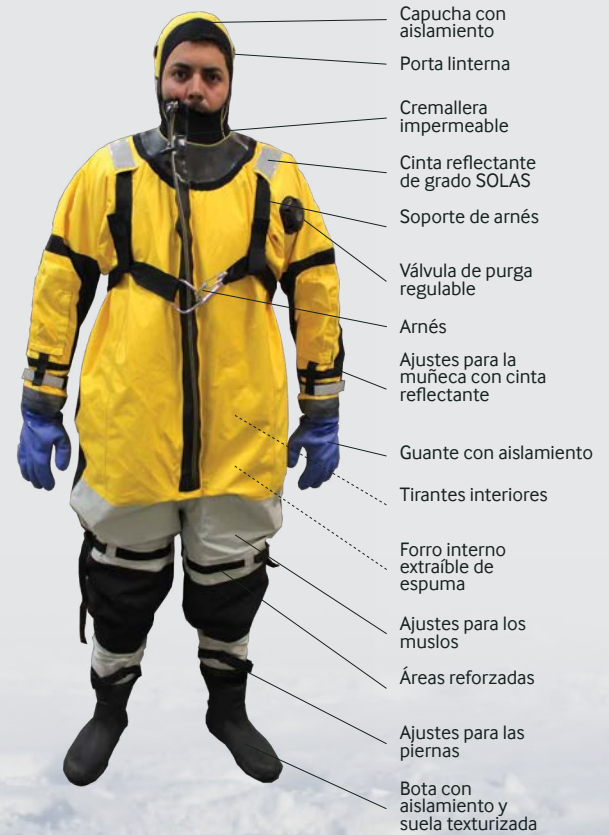 Capucha con
aislamiento
Porta linterna
Cremallera
impermeable
Cinta reflectante
de grado SOLAS
Soporte de arnés
Válvula de purga
regulable
Arnés
Ajustes para la
muñeca con cinta
reflectante
Guante con aislamiento
Tirantes interiores
Forro interno
extraíble de
espuma
Ajustes para los
muslos
Áreas reforzadas
Ajustes para las
piernas
Bota con
aislamiento y
suela texturizada